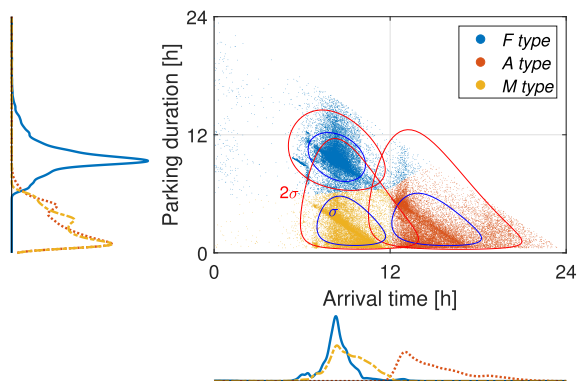 24
12
0
Parking duration [h]
F type
A type
M type
2σ
σ
0
12
24
Arrival time [h]